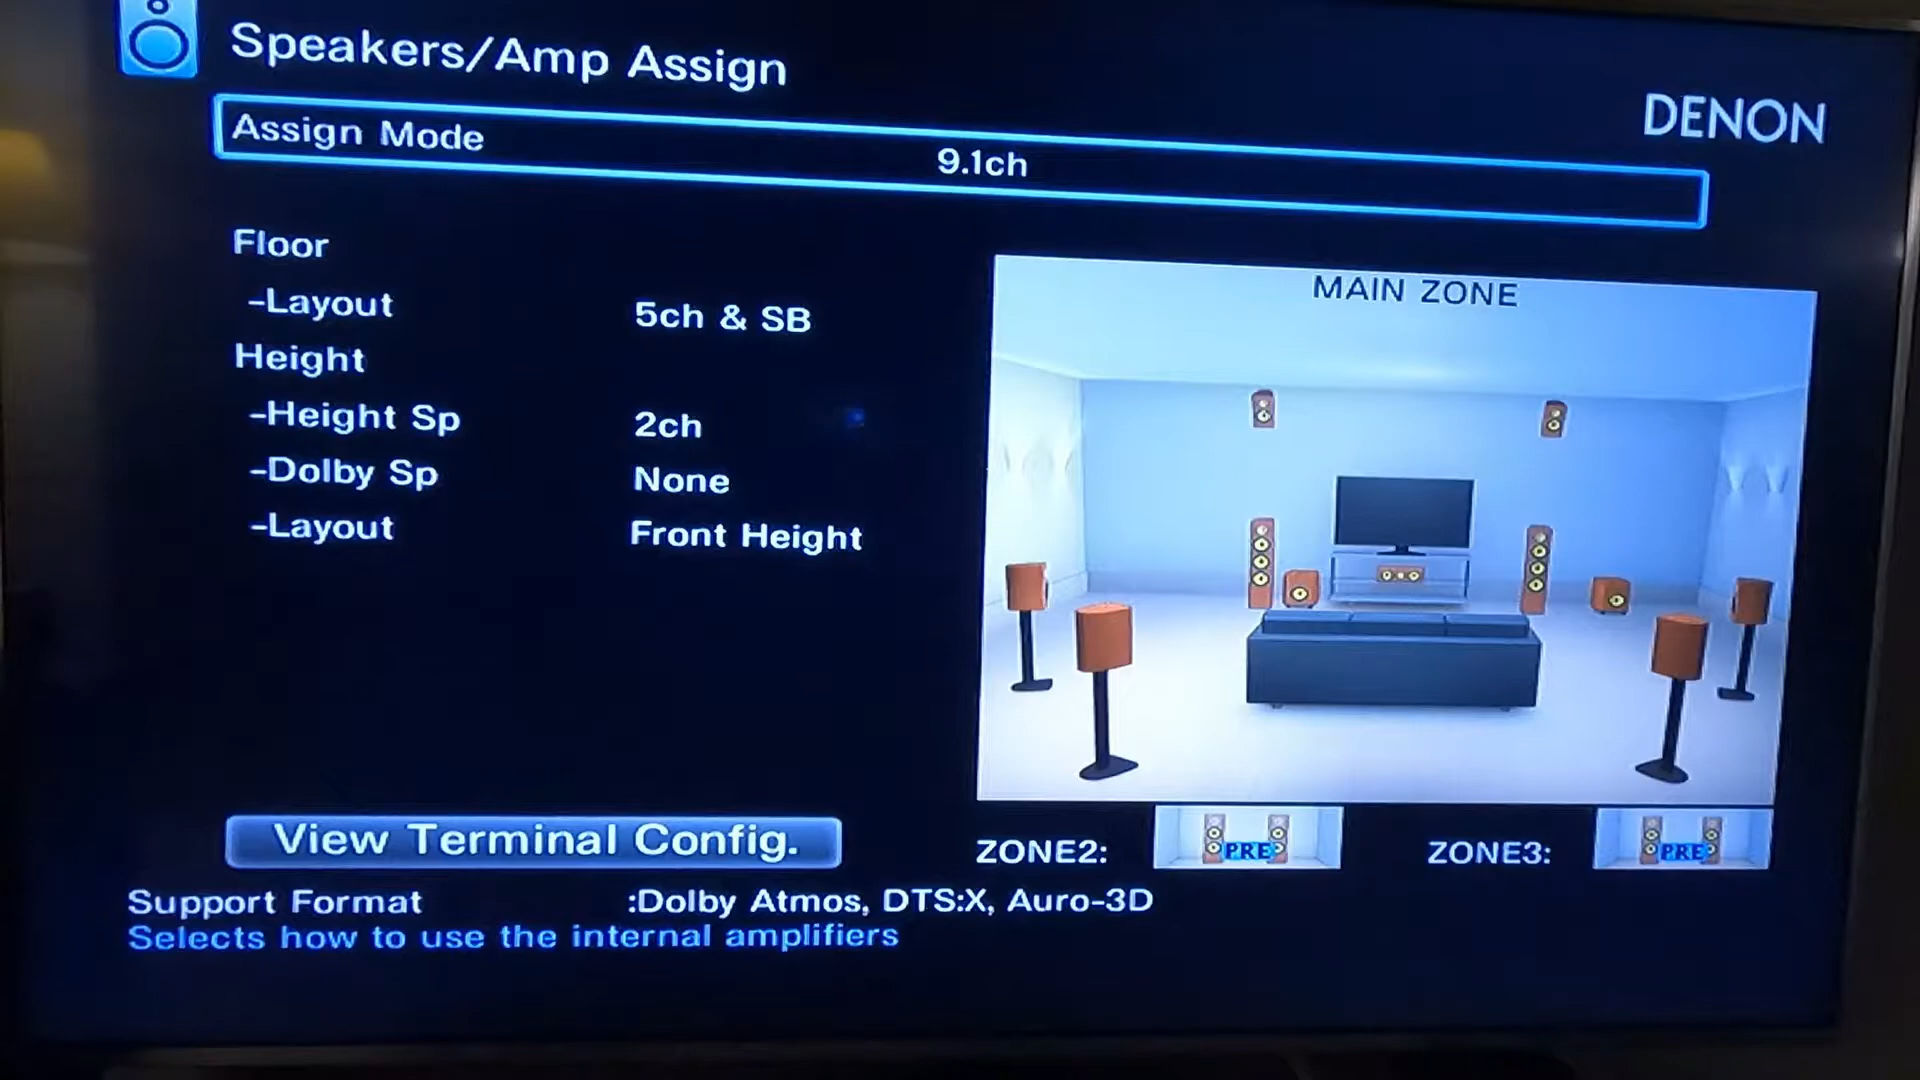 Speakers/Amp Assign
DENON
Assign Mode 9.1ch
Floor
-Layout 5ch & SB
Height
-Height Sp 2ch
-Dolby Sp None
-Layout Front Height
MAIN ZONE
View Terminal Config.
ZONE2: PRE ZONE3: PRE
Support Format :Dolby Atmos, DTS:X, Auro-3D
Selects how to use the internal amplifiers